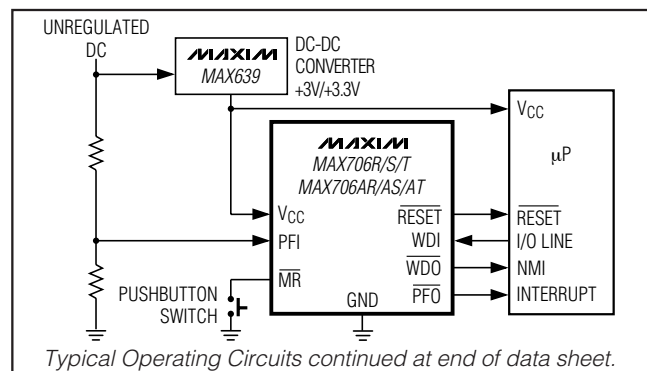 UNREGULATED
DC
MAXIM
MAX639
DC-DC
CONVERTER
+3V/+3.3V
MAXIM
MAX706R/S/T
MAX706AR/AS/AT
VCC
PFI
MR
GND
RESET
WDI
WDO
PFO
PUSHBUTTON
SWITCH
VCC
μP
RESET
I/O LINE
NMI
INTERRUPT
Typical Operating Circuits continued at end of data sheet.